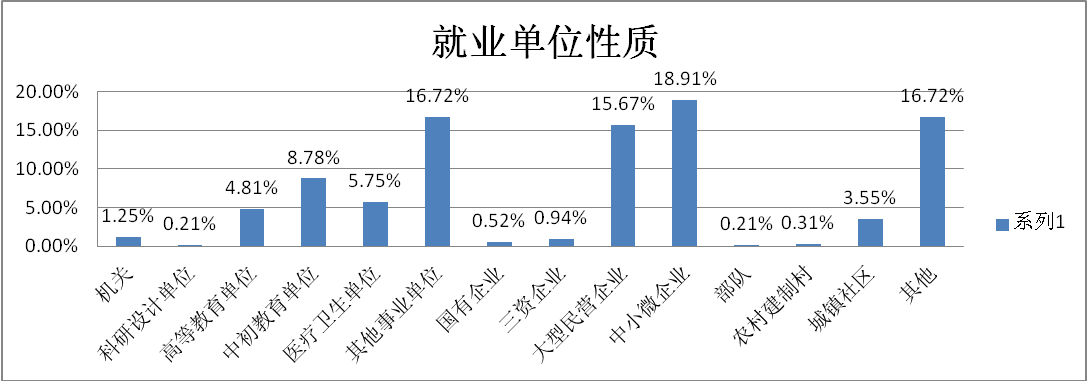 就业单位性质
20.00%
15.00%
10.00%
5.00%
0.00%
1.25%
0.21%
4.81%
8.78%
5.75%
16.72%
0.52%
0.94%
15.67%
18.91%
0.21%
0.31%
3.55%
16.72%
机关
科研设计单位
高等教育单位
中初教育单位
医疗卫生单位
其他事业单位
国有企业
三资企业
大型民营企业
中小微企业
部队
农村建制村
城镇社区
其他
系列1